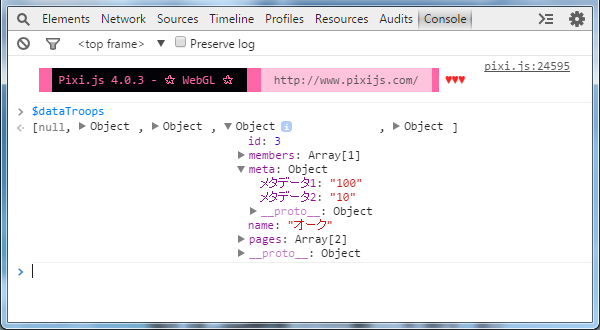 Elements Network Sources Timeline Profiles Resources Audits Console
<top frame> ▼ Preserve log
pixi.js:24595
Pixi.js 4.0.3 - ☆ WebGL ☆ http://www.pixijs.com/ ♥♥♥
> $dataTroops
[null, ▶ Object , ▶ Object , ▼ Object i , ▶ Object ]
id: 3
▶ members: Array[1]
▼ meta: Object
メタデータ1: "100"
メタデータ2: "10"
▶ __proto__: Object
name: "オーク"
▶ pages: Array[2]
▶ __proto__: Object
>